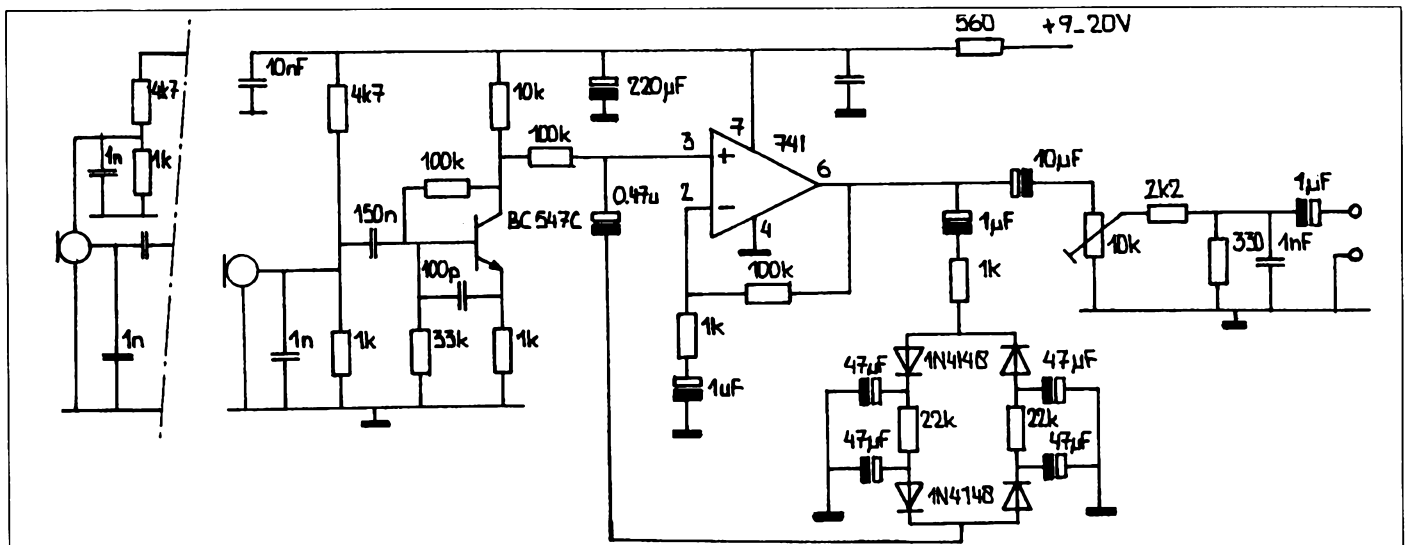 560
+9_20V
4k7
1n
1k
1n
10nF
4k7
1n
1k
150n
100k
100p
33k
10k
BC547C
1k
220µF
100k
0.47u
3
2
7
741
6
4
100k
1k
1uF
10µF
1µF
1k
10k
2k2
330
1nF
1µF
47µF
1N4148
47µF
22k
22k
47µF
47µF
1N4148